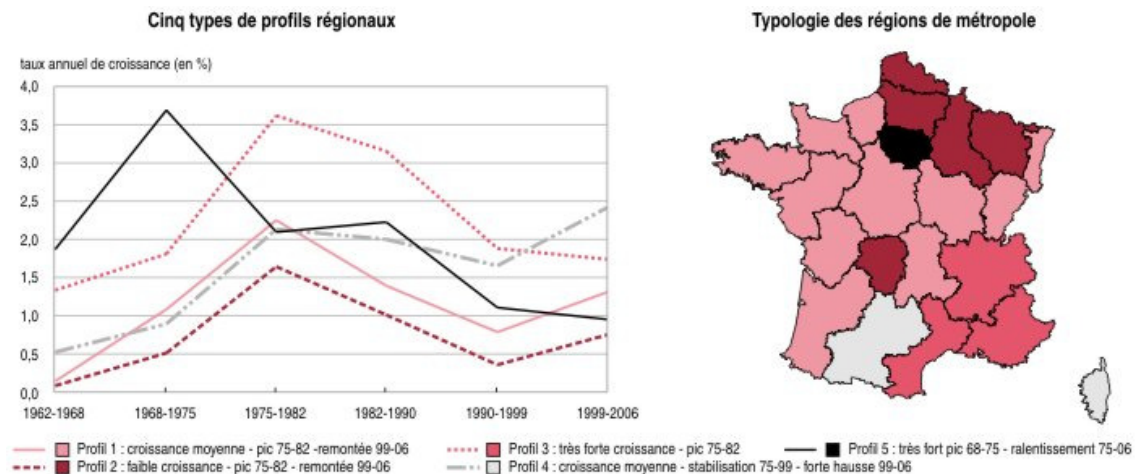 Cinq types de profils régionaux
Typologie des régions de métropole
taux annuel de croissance (en %)
4,0
3,5
3,0
2,5
2,0
1,5
1,0
0,5
0,0
1962-1968 1968-1975 1975-1982 1982-1990 1990-1999 1999-2006
Profil 1 : croissance moyenne - pic 75-82 -remontée 99-06
Profil 3 : très forte croissance - pic 75-82
Profil 5 : très fort pic 68-75 - ralentissement 75-06
Profil 2 : faible croissance - pic 75-82 - remontée 99-06
Profil 4 : croissance moyenne - stabilisation 75-99 - forte hausse 99-06